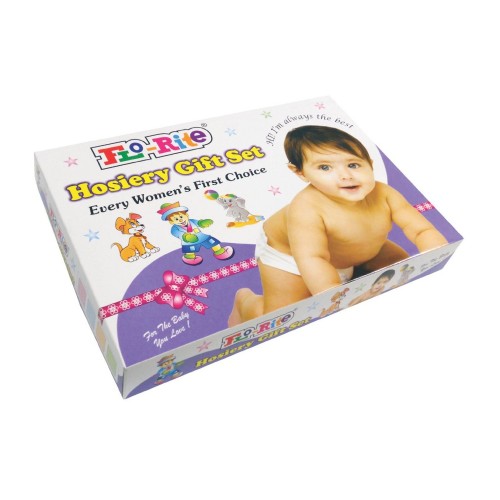 Hi! I'm always the best
FLO-Rite®
Hosiery Gift Set
Every Women's First Choice
For The Baby
You Love !
FLO-Rite
Hosiery Gift Set